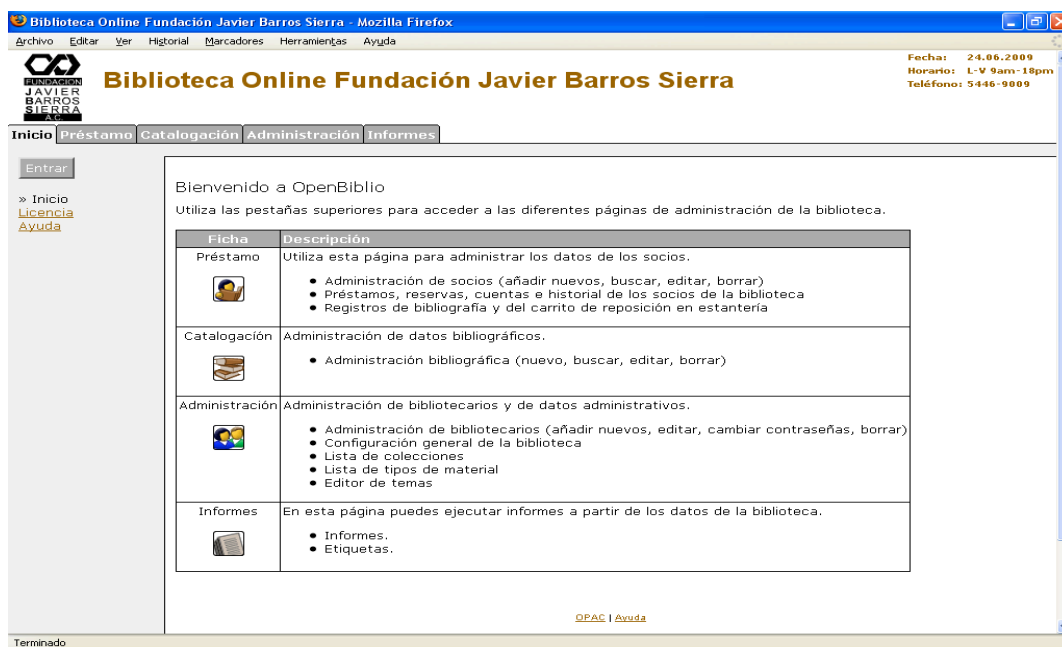 Biblioteca Online Fundación Javier Barros Sierra - Mozilla Firefox
Archivo Editar Ver Historial Marcadores Herramientas Ayuda
FUNDACION
JAVIER
BARROS
SIERRA
A.C.
Biblioteca Online Fundación Javier Barros Sierra
Fecha: 24.06.2009
Horario: L-V 9am-18pm
Teléfono: 5446-9009
Inicio Préstamo Catalogación Administración Informes
Entrar
» Inicio
Licencia
Ayuda
Bienvenido a OpenBiblio
Utiliza las pestañas superiores para acceder a las diferentes páginas de administración de la biblioteca.
Ficha Descripción
Préstamo Utiliza esta página para administrar los datos de los socios.
• Administración de socios (añadir nuevos, buscar, editar, borrar)
• Préstamos, reservas, cuentas e historial de los socios de la biblioteca
• Registros de bibliografía y del carrito de reposición en estantería
Catalogación Administración de datos bibliográficos.
• Administración bibliográfica (nuevo, buscar, editar, borrar)
Administración Administración de bibliotecarios y de datos administrativos.
• Administración de bibliotecarios (añadir nuevos, editar, cambiar contraseñas, borrar)
• Configuración general de la biblioteca
• Lista de colecciones
• Lista de tipos de material
• Editor de temas
Informes En esta página puedes ejecutar informes a partir de los datos de la biblioteca.
• Informes.
• Etiquetas.
OPAC | Ayuda
Terminado